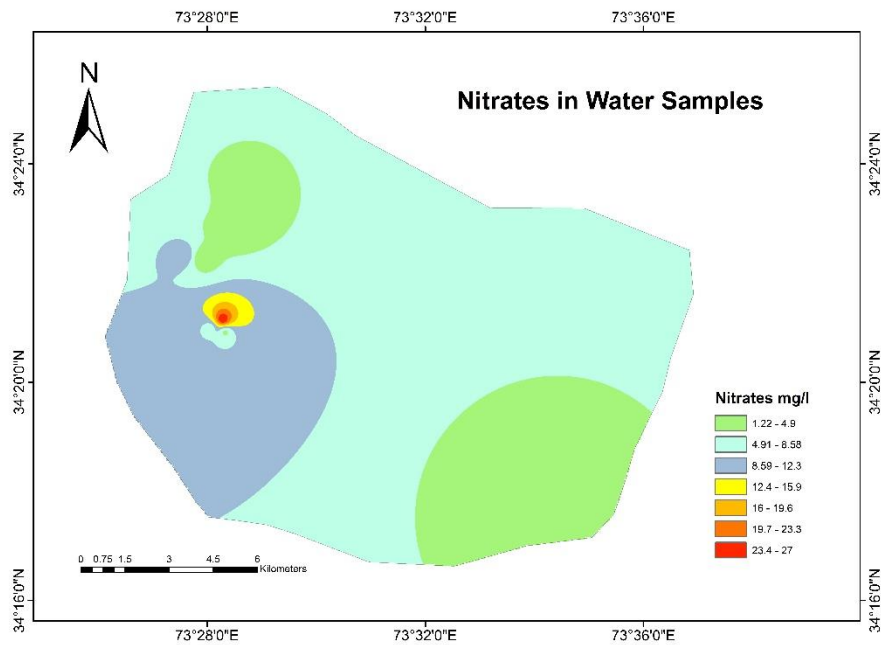 73°28'0"E 73°32'0"E 73°36'0"E
N
Nitrates in Water Samples
34°24'0"N 34°24'0"N
34°20'0"N 34°20'0"N
Nitrates mg/l
1.22 - 4.9
4.91 - 8.58
8.59 - 12.3
12.4 - 15.9
16 - 19.6
19.7 - 23.3
23.4 - 27
0 0.75 1.5 3 4.5 6
Kilometers
34°16'0"N 34°16'0"N
73°28'0"E 73°32'0"E 73°36'0"E